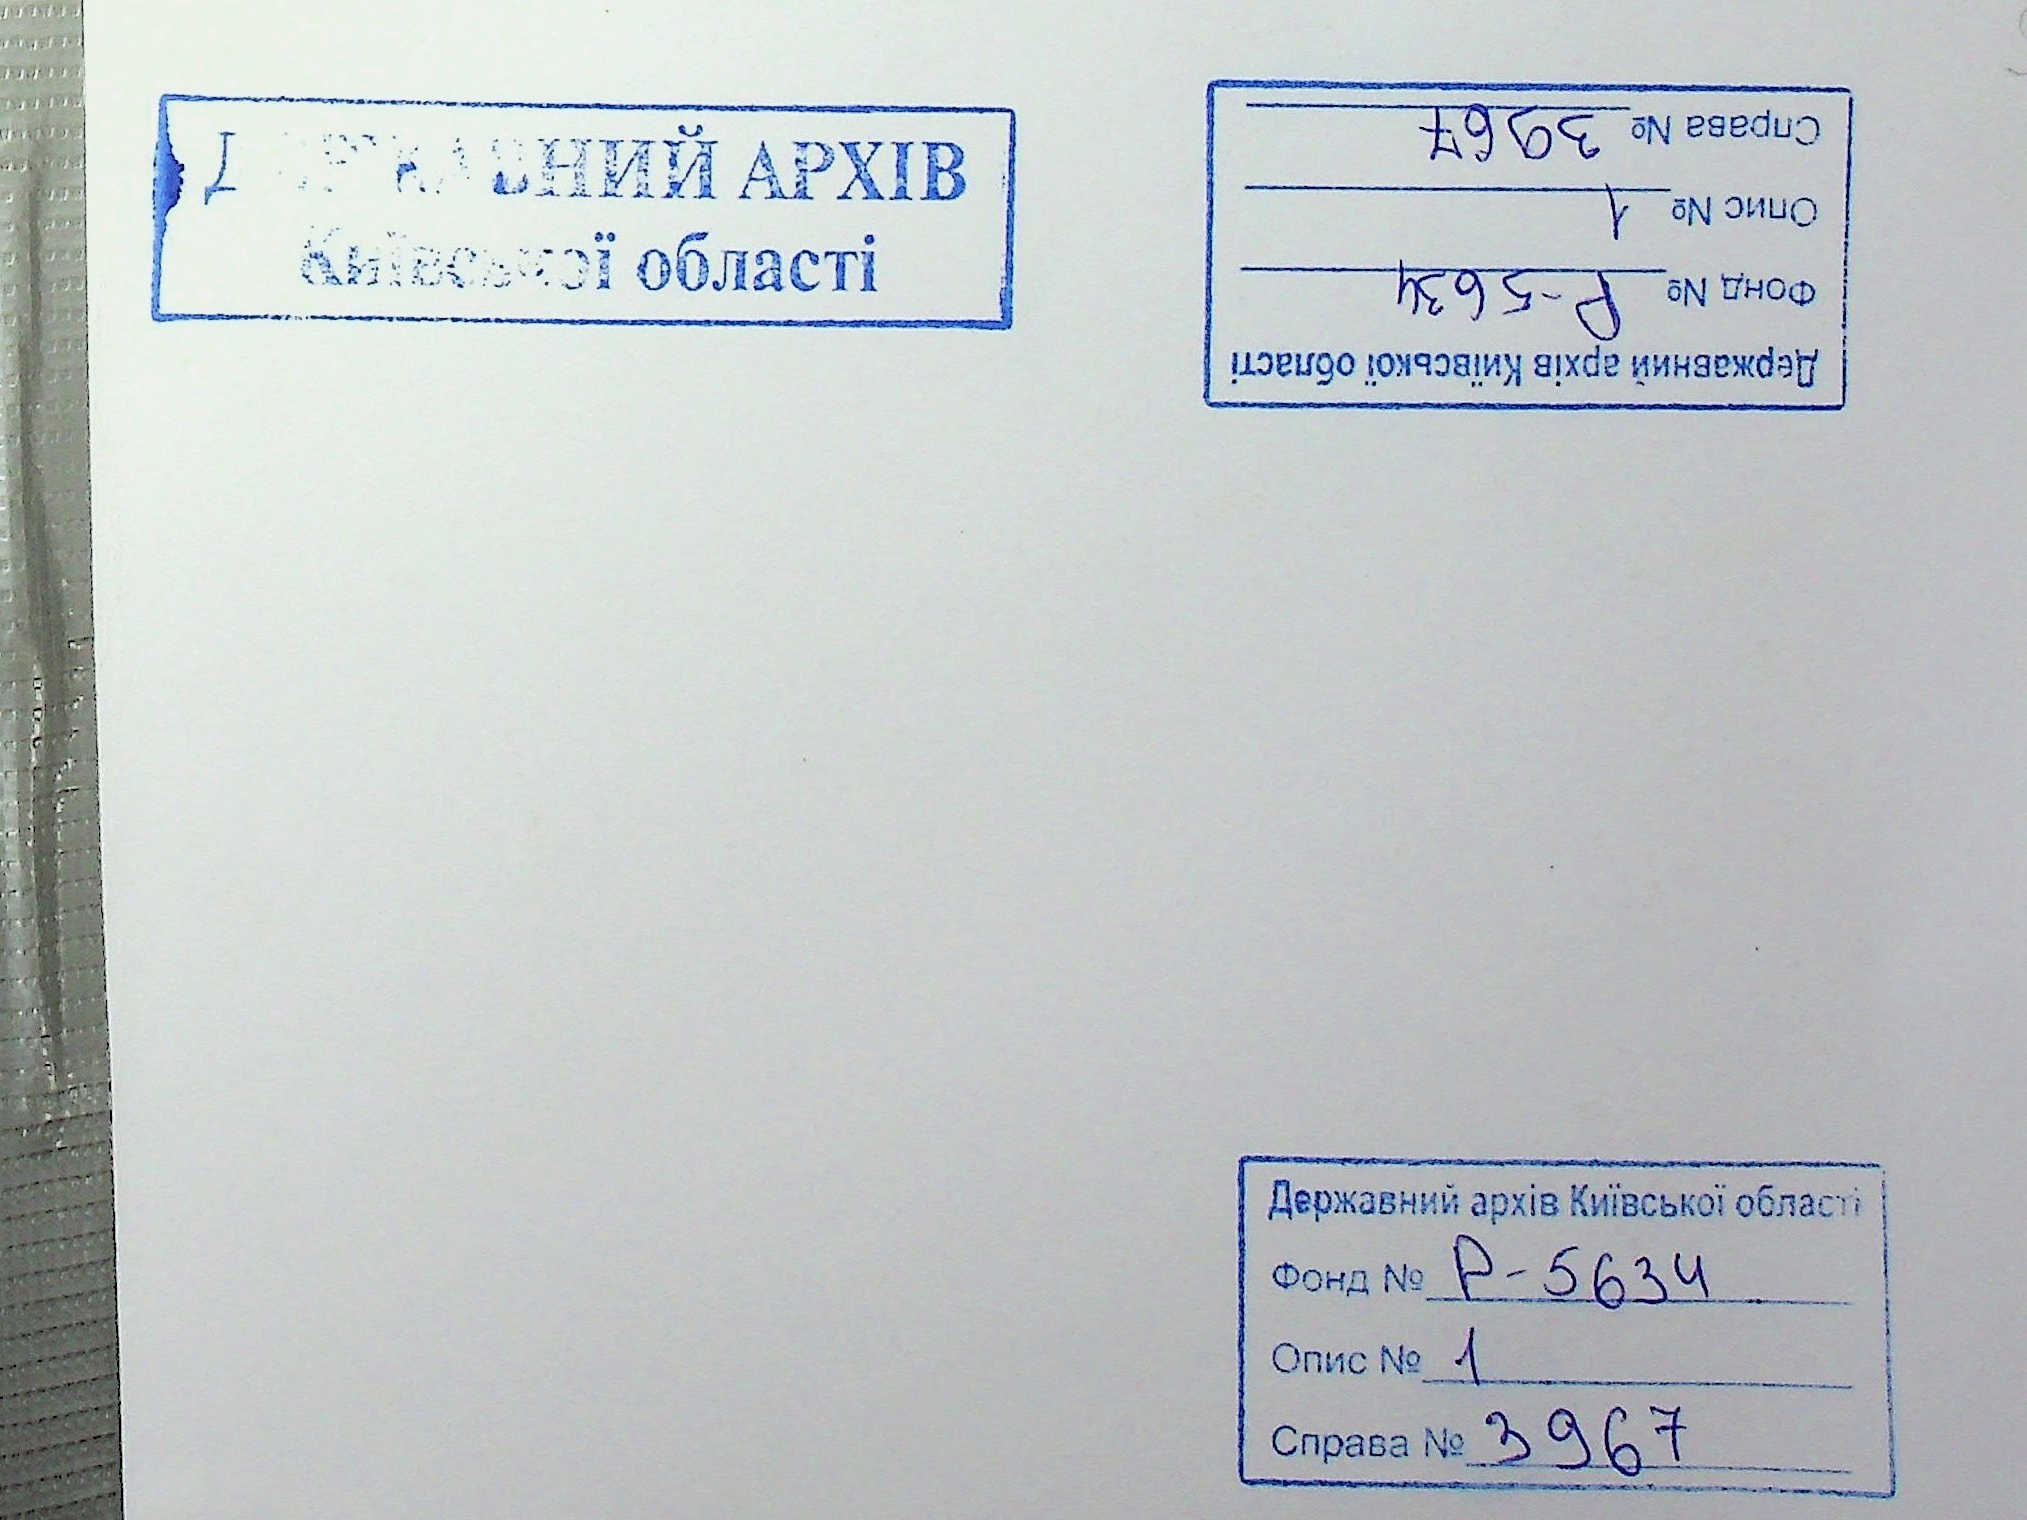 ДЕРЖАВНИЙ АРХІВ
Київської області
Державний архів Київської області
Фонд № Р-5634
Опис № 1
Справа № 3967
Державний архів Київської області
Фонд № Р-5634
Опис № 1
Справа № 3967